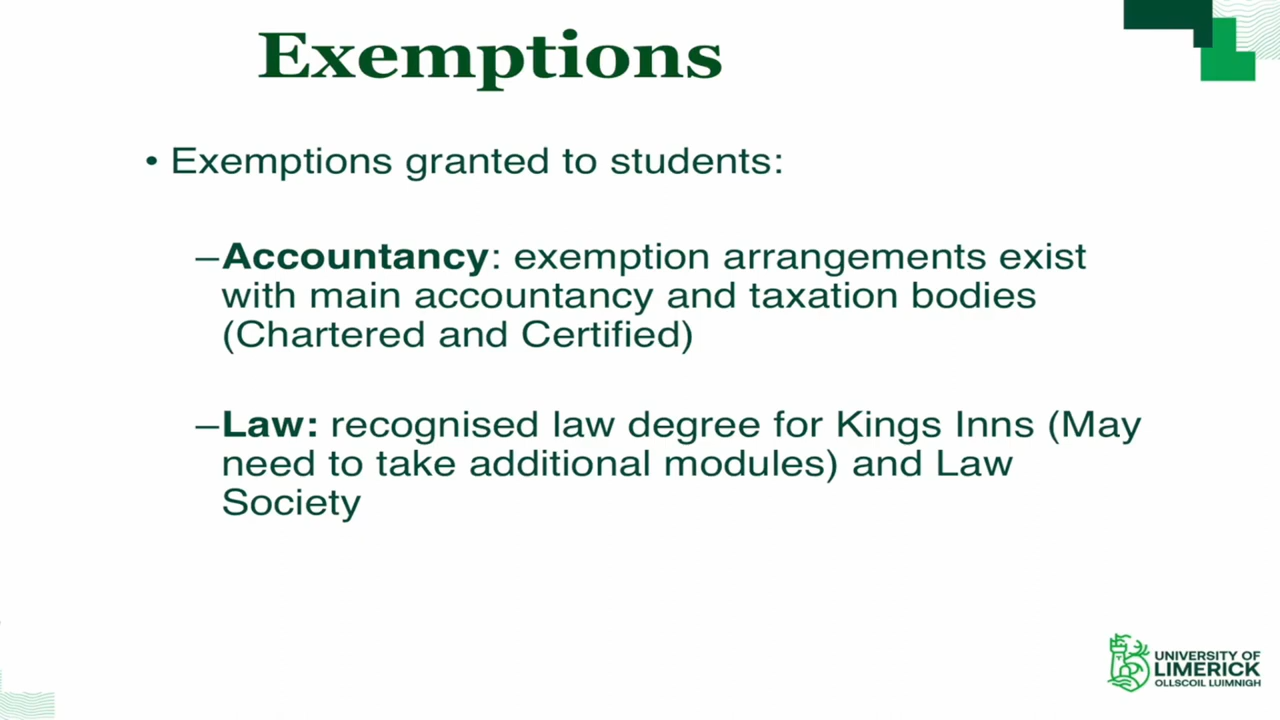 Exemptions
• Exemptions granted to students:
–Accountancy: exemption arrangements exist
with main accountancy and taxation bodies
(Chartered and Certified)
–Law: recognised law degree for Kings Inns (May
need to take additional modules) and Law
Society
UNIVERSITY OF
LIMERICK
OLLSCOIL LUIMNIGH